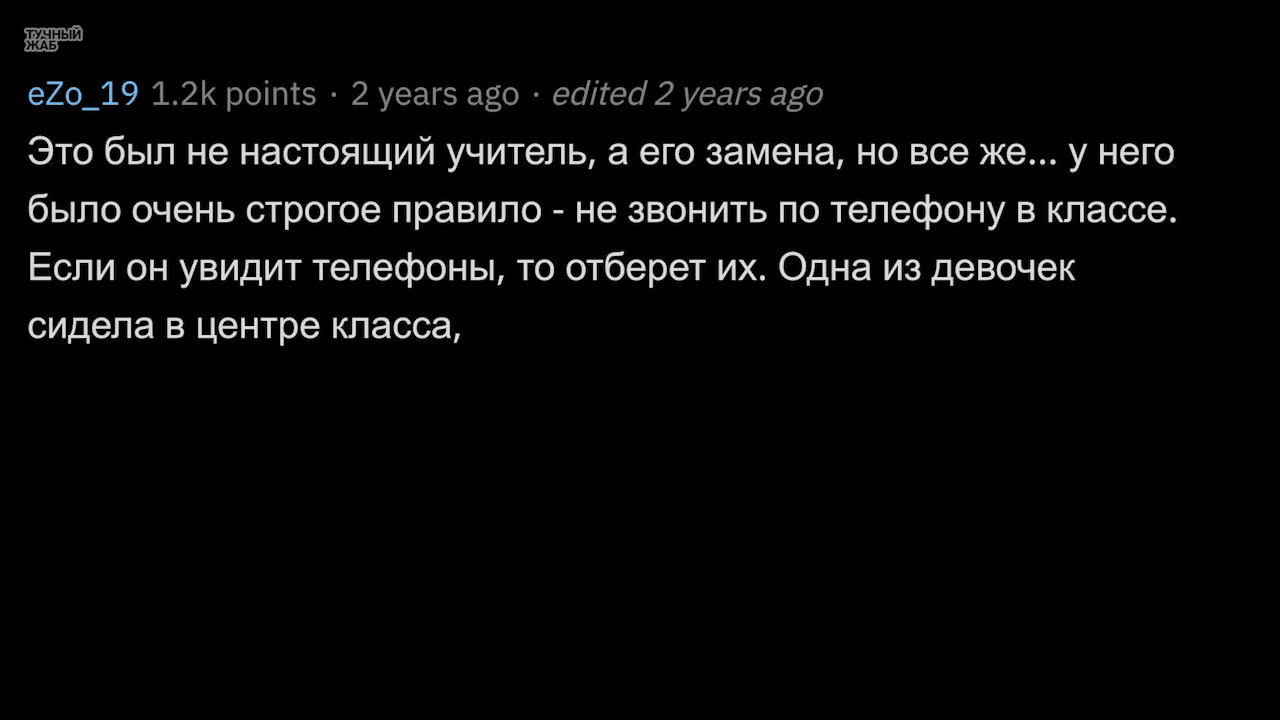 ТУЧНЫЙ
ЖАБ
eZo_19 1.2k points · 2 years ago · edited 2 years ago
Это был не настоящий учитель, а его замена, но все же... у него
было очень строгое правило - не звонить по телефону в классе.
Если он увидит телефоны, то отберет их. Одна из девочек
сидела в центре класса,